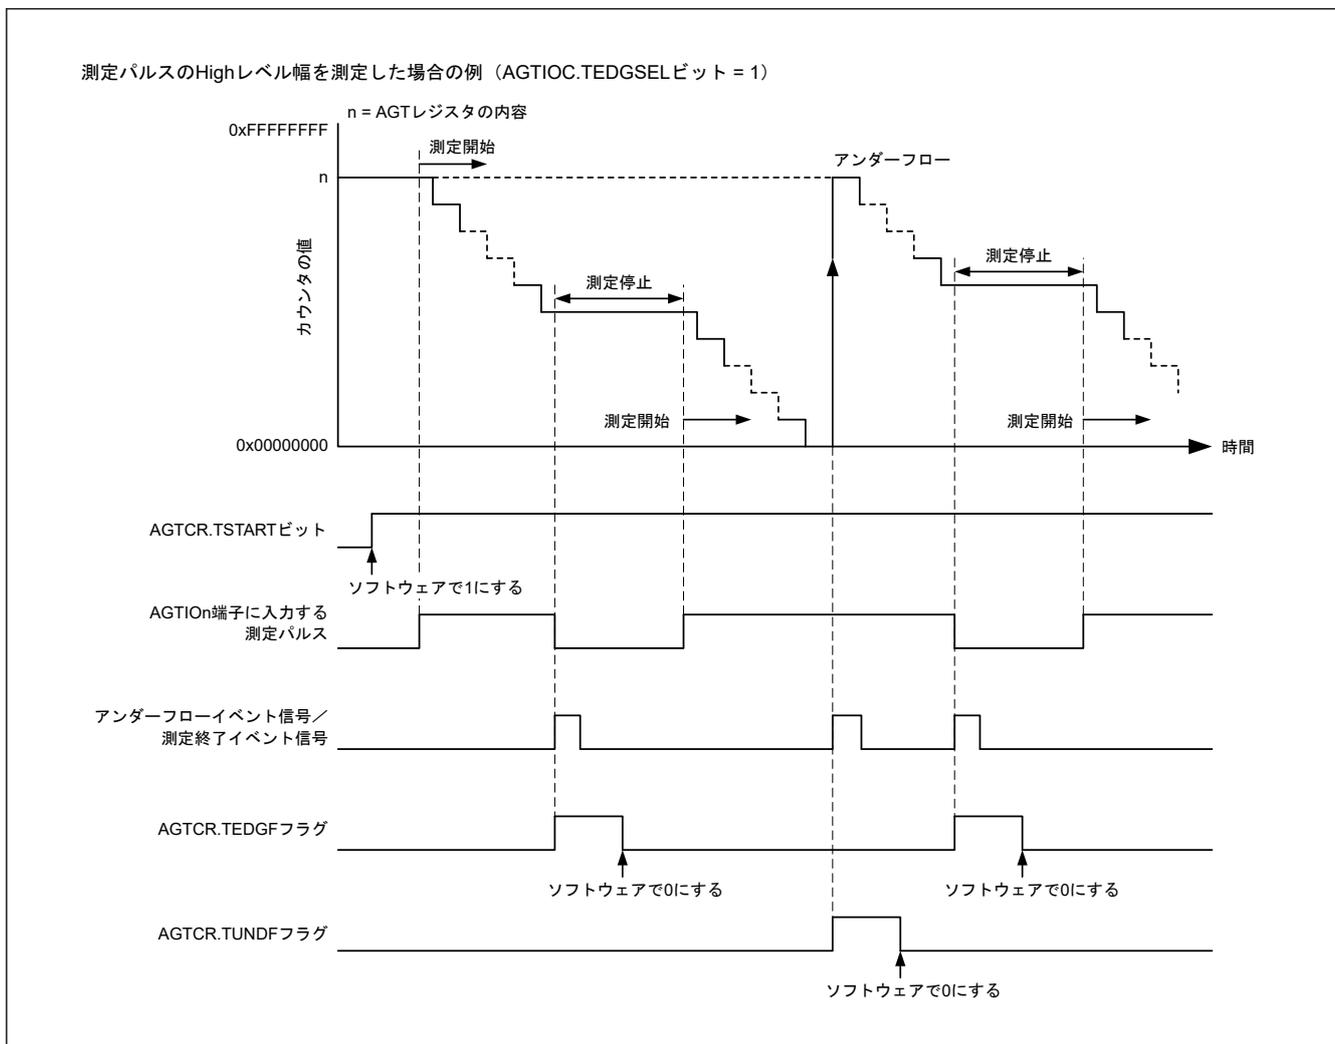 測定パルスのHighレベル幅を測定した場合の例（AGTIOC.TEDGSELビット = 1）
n = AGTレジスタの内容
0xFFFFFFFF
測定開始
アンダーフロー
n
カウンタの値
測定停止
測定停止
測定開始
測定開始
0x00000000
時間
AGTCR.TSTARTビット
ソフトウェアで1にする
AGTIOn端子に入力する
測定パルス
アンダーフローイベント信号／
測定終了イベント信号
AGTCR.TEDGFフラグ
ソフトウェアで0にする
ソフトウェアで0にする
AGTCR.TUNDFフラグ
ソフトウェアで0にする